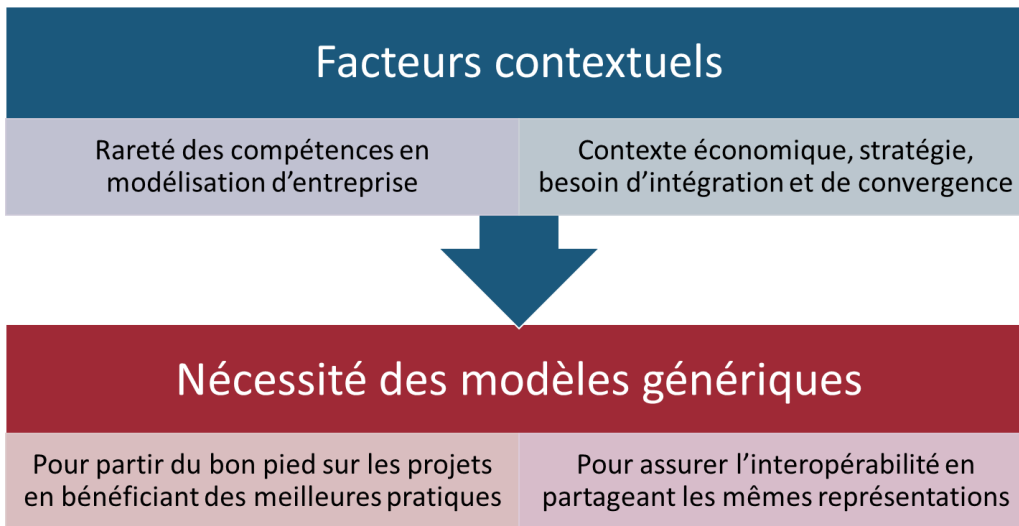 Facteurs contextuels
Rareté des compétences en
modélisation d’entreprise
Contexte économique, stratégie,
besoin d’intégration et de convergence
Nécessité des modèles génériques
Pour partir du bon pied sur les projets
en bénéficiant des meilleures pratiques
Pour assurer l’interopérabilité en
partageant les mêmes représentations